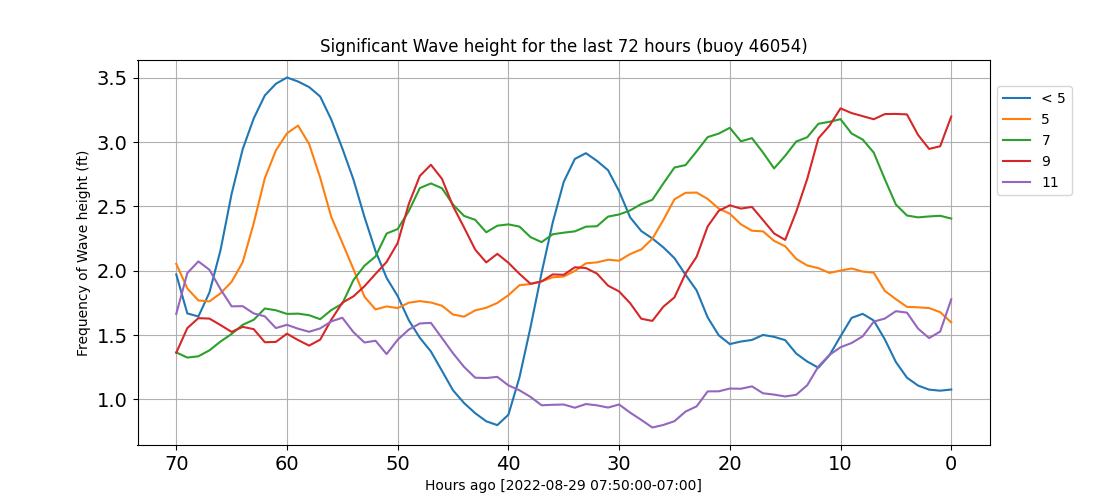 Significant Wave height for the last 72 hours (buoy 46054)
Frequency of Wave height (ft)
3.5
3.0
2.5
2.0
1.5
1.0
70 60 50 40 30 20 10 0
Hours ago [2022-08-29 07:50:00-07:00]
< 5
5
7
9
11